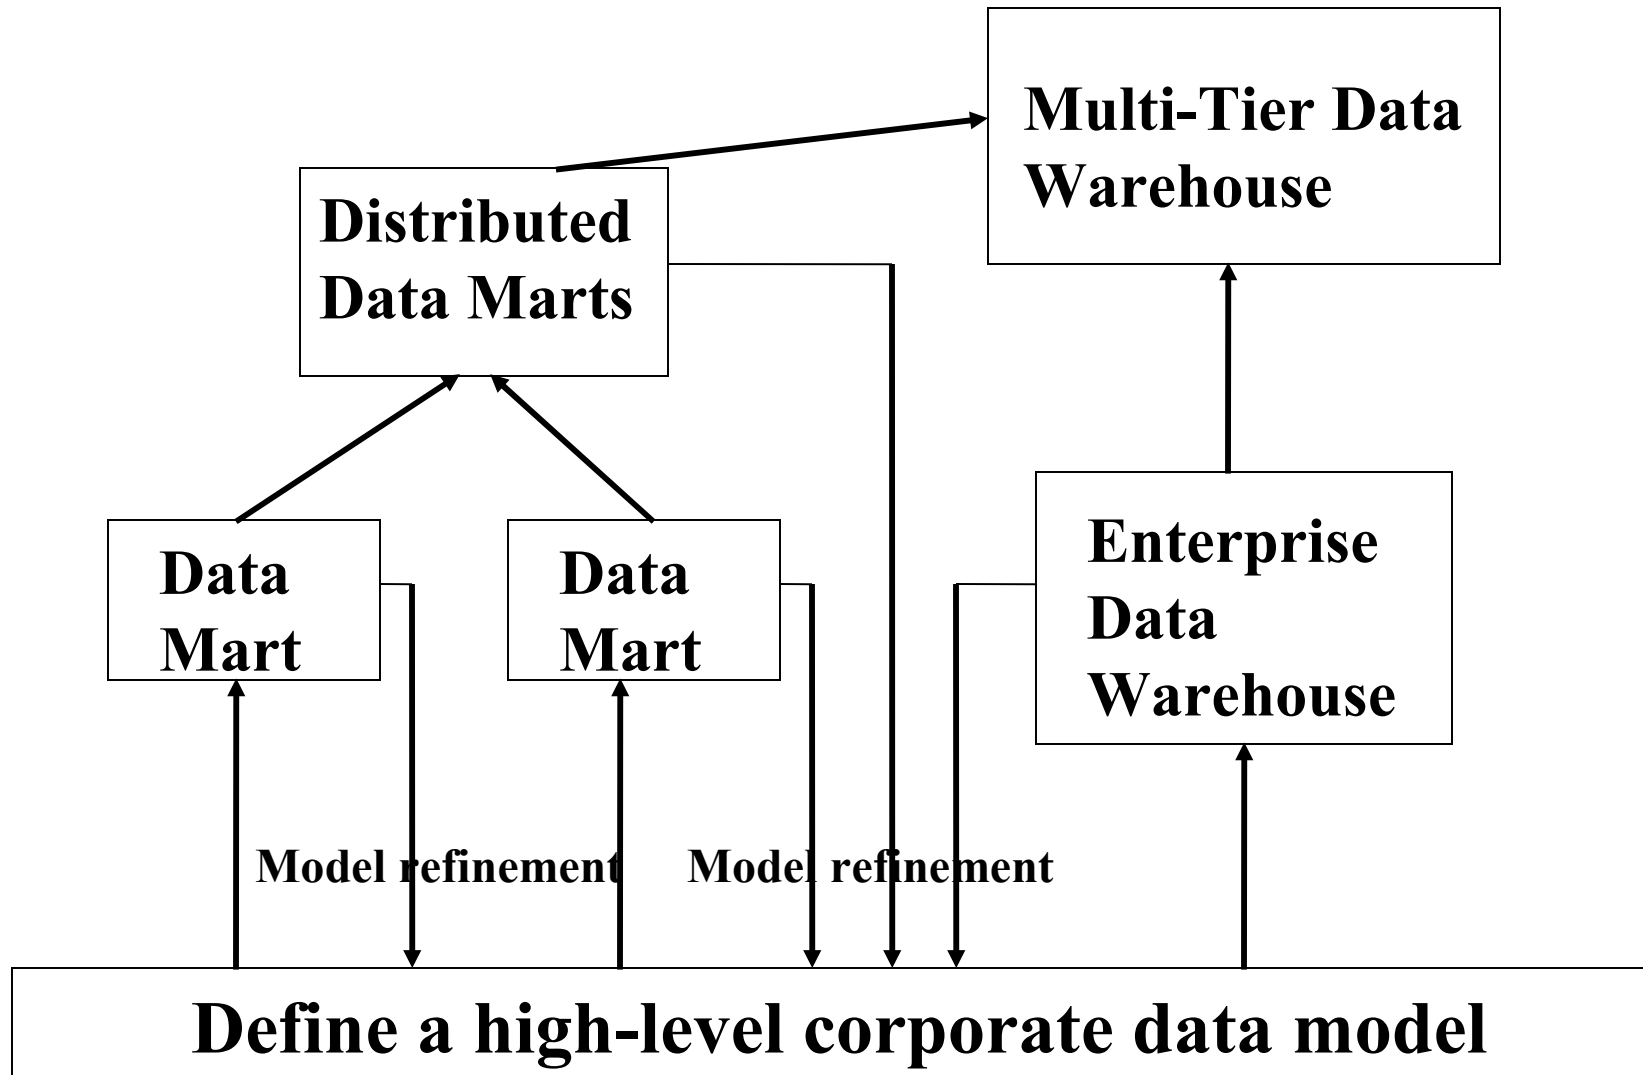 Multi-Tier Data
Warehouse
Distributed
Data Marts
Data
Mart
Data
Mart
Enterprise
Data
Warehouse
Model refinement
Model refinement
Define a high-level corporate data model